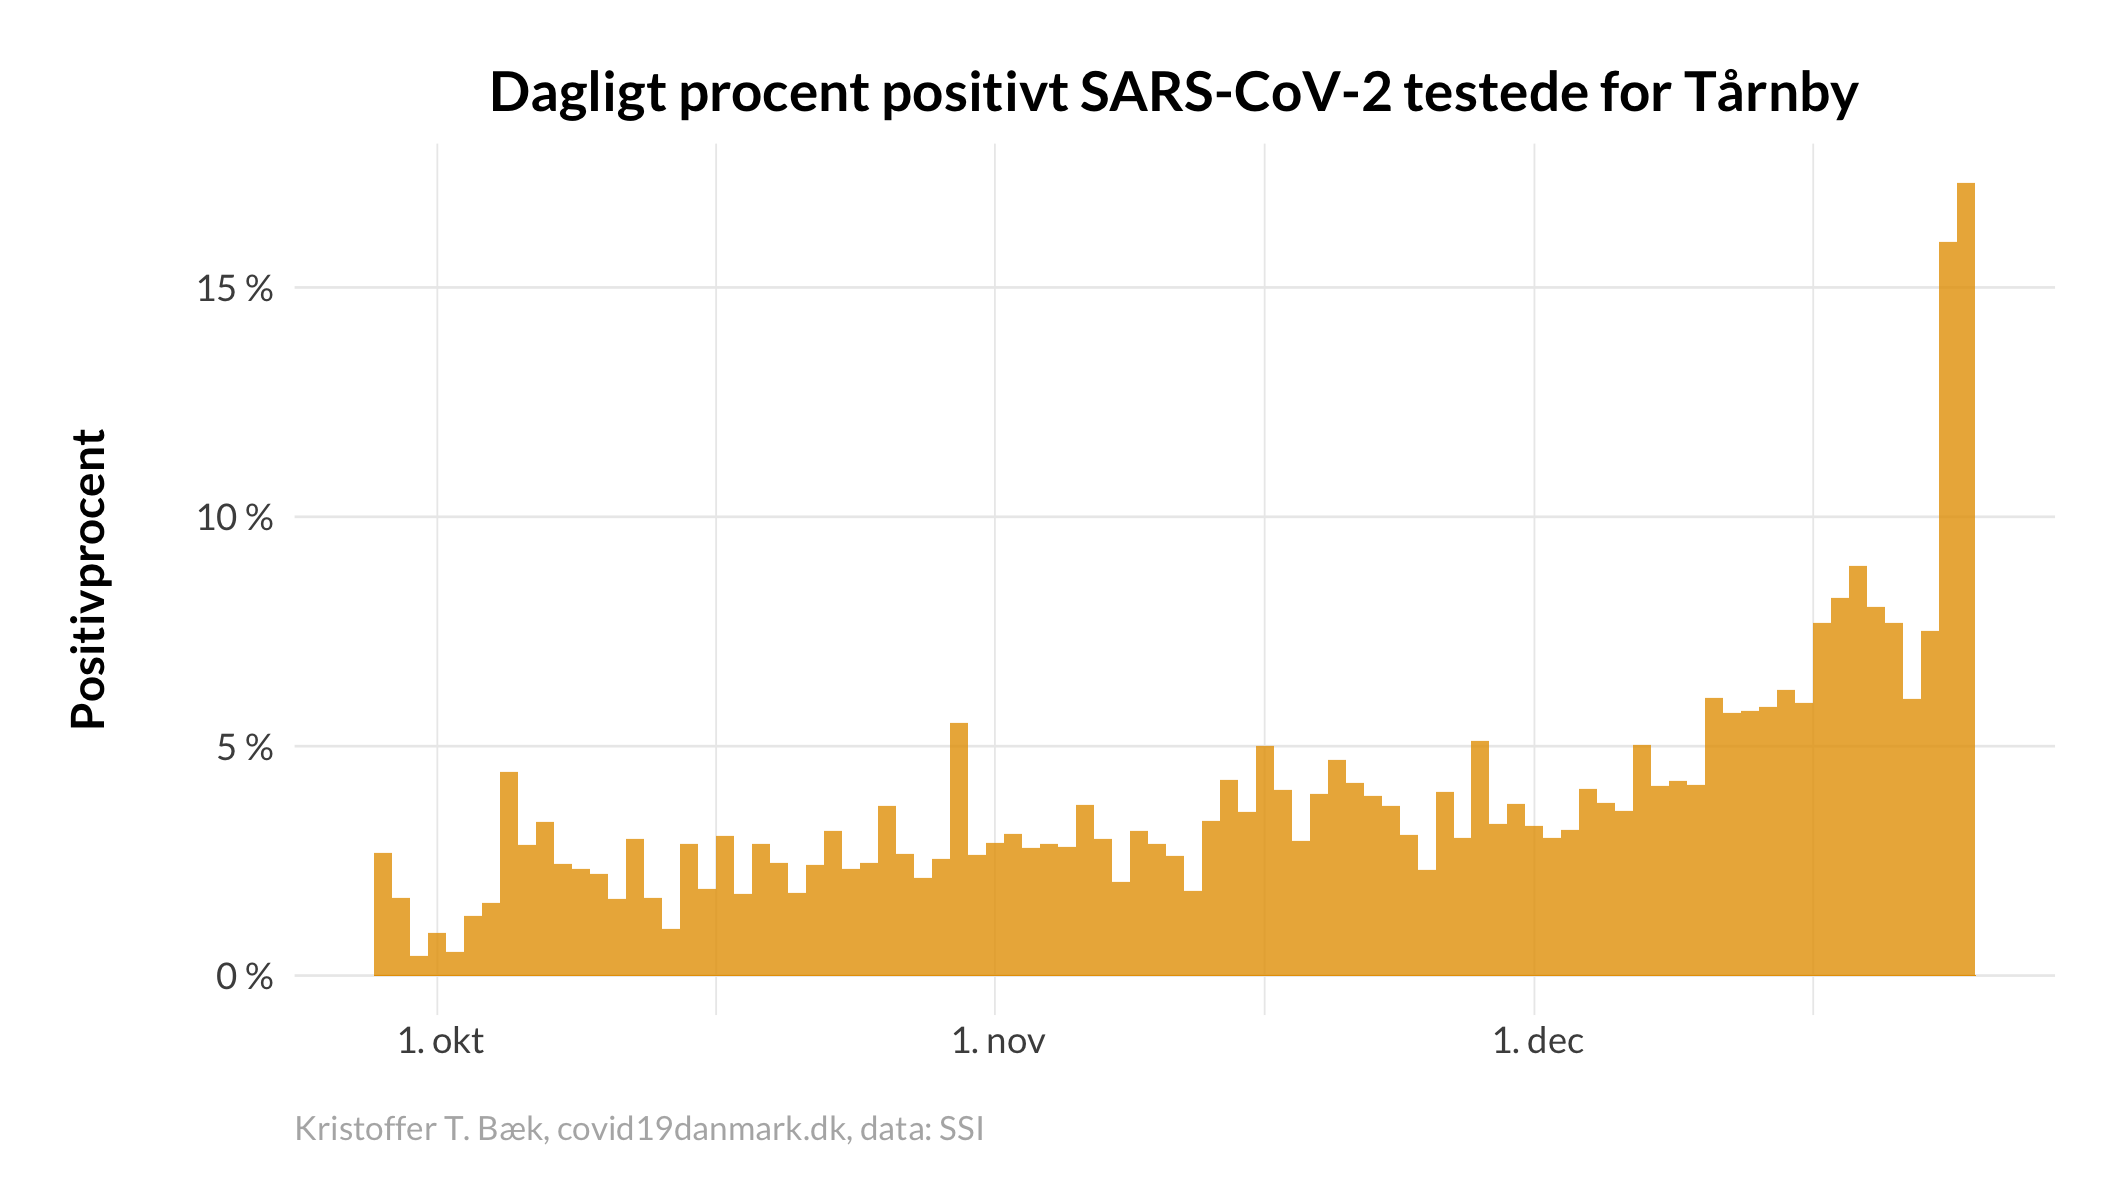 Dagligt procent positivt SARS-CoV-2 testede for Tårnby
Positivprocent
15 %
10 %
5 %
0 %
1. okt
1. nov
1. dec
Kristoffer T. Bæk, covid19danmark.dk, data: SSI